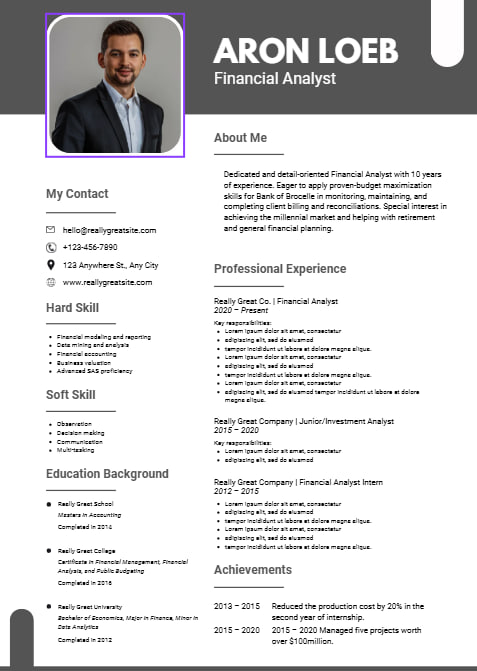 ARON LOEB
Financial Analyst
My Contact
hello@reallygreatsite.com
+123-456-7890
123 Anywhere St., Any City
www.reallygreatsite.com
Hard Skill
Financial modeling and reporting
Data mining and analysis
Financial accounting
Business valuation
Advanced SAS proficiency
Soft Skill
Observation
Decision making
Communication
Multi-tasking
Education Background
Really Great School
Masters in Accounting
Completed in 2014
Really Great College
Certificate in Financial Management, Financial
Analysis, and Public Budgeting
Completed in 2016
Really Great University
Bachelor of Economics, Major in Finance, Minor in
Data Analytics
Completed in 2012
About Me
Dedicated and detail-oriented Financial Analyst with 10 years
of experience. Eager to apply proven-budget maximization
skills for Bank of Brocelle in monitoring, maintaining, and
completing client billing and reconciliations. Special interest in
achieving the millennial market and helping with retirement
and general financial planning.
Professional Experience
Really Great Co. | Financial Analyst
2020 – Present
Key responsibilities:
Lorem ipsum dolor sit amet, consectetur
adipiscing elit, sed do eiusmod
tempor incididunt ut labore et dolore magna aliqua.
Lorem ipsum dolor sit amet, consectetur
adipiscing elit, sed do eiusmod
tempor incididunt ut labore et dolore magna aliqua.
Lorem ipsum dolor sit amet, consectetur
adipiscing elit, sed do eiusmod tempor incididunt ut labore et dolore
magna aliqua.
Really Great Company | Junior/Investment Analyst
2015 – 2020
Key responsibilities:
Lorem ipsum dolor sit amet, consectetur
adipiscing elit, sed do eiusmod
Really Great Company | Financial Analyst Intern
2012 – 2015
Lorem ipsum dolor sit amet, consectetur
adipiscing elit, sed do eiusmod
tempor incididunt ut labore et dolore magna aliqua.
Lorem ipsum dolor sit amet, consectetur
adipiscing elit, sed do eiusmod
tempor incididunt ut labore et dolore magna aliqua.
Achievements
2013 – 2015 Reduced the production cost by 20% in the
second year of internship.
2015 – 2020 2015 – 2020 Managed five projects worth
over $100million.